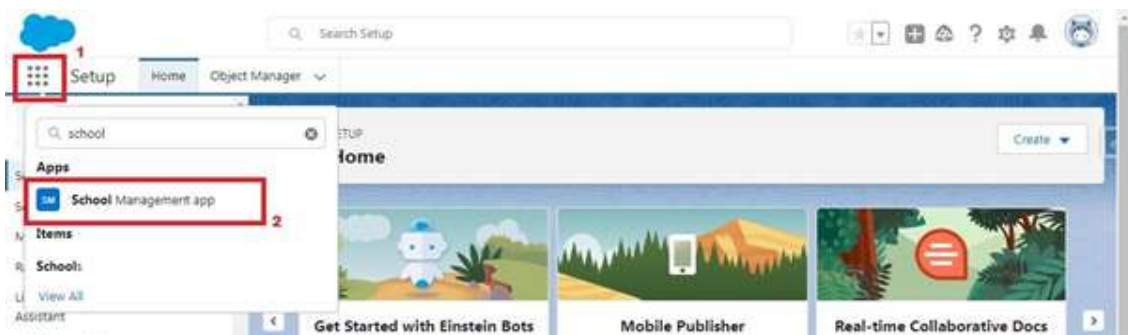 Search Setup
1
Setup Home Object Manager
school
SETUP
Home
Create
Apps
SM School Management app
2
Items
Schools
View All
Assistant
Get Started with Einstein Bots
Mobile Publisher
Real-time Collaborative Docs